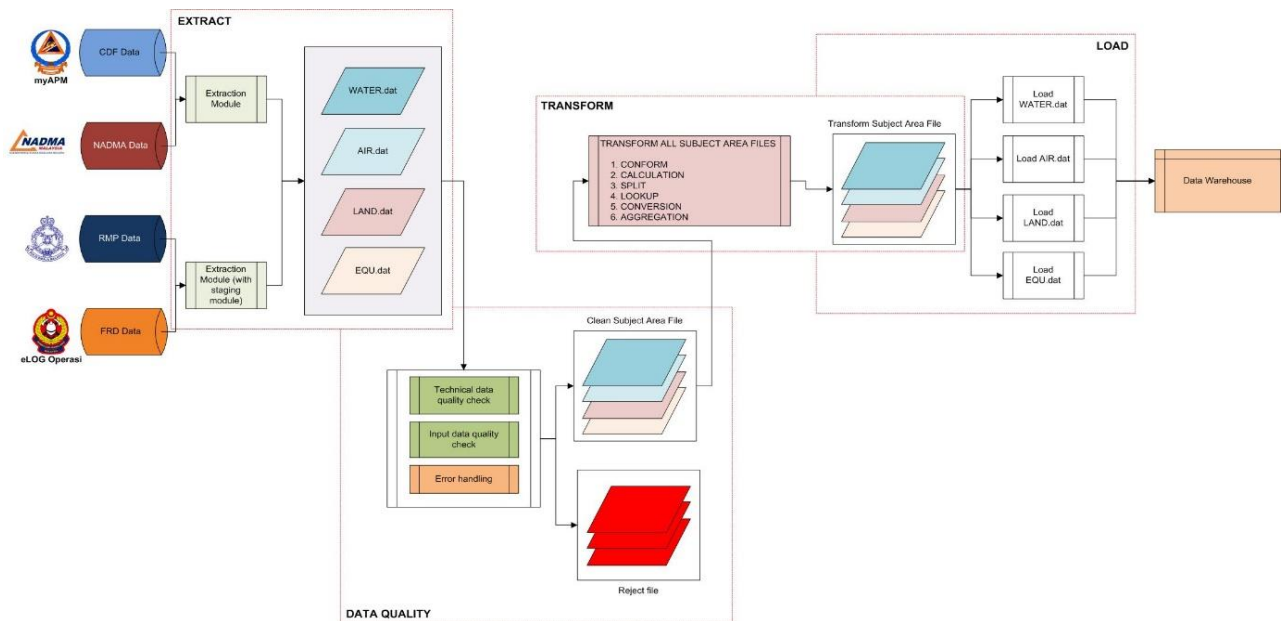 EXTRACT
CDF Data
myAPM
Extraction
Module
NADMA
MALAYSIA
NADMA Data
RMP Data
Extraction
Module (with
staging
module)
FRD Data
eLOG Operasi
WATER.dat
AIR.dat
LAND.dat
EQU.dat
Technical data
quality check
Input data quality
check
Error handling
Clean Subject Area File
Reject file
DATA QUALITY
TRANSFORM
TRANSFORM ALL SUBJECT AREA FILES
1. CONFORM
2. CALCULATION
3. SPLIT
4. LOOKUP
5. CONVERSION
6. AGGREGATION
Transform Subject Area File
LOAD
Load
WATER.dat
Load AIR.dat
Load
LAND.dat
Load
EQU.dat
Data Warehouse